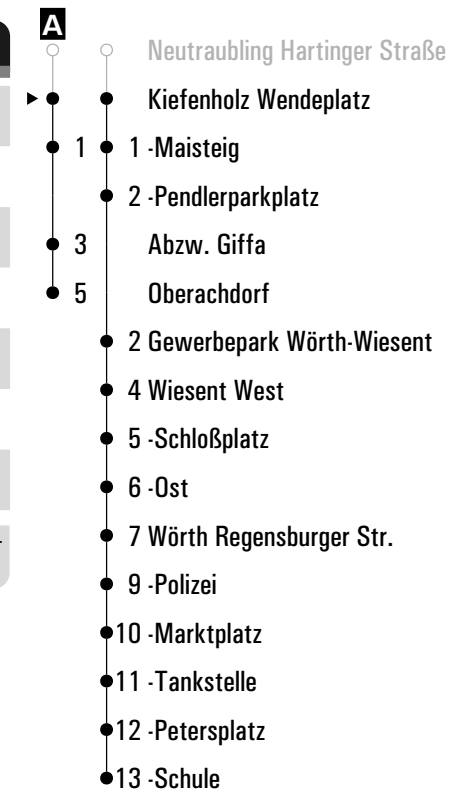 A
Neutraubling Hartinger Straße
Kiefenholz Wendeplatz
1 1 -Maisteig
2 -Pendlerparkplatz
3 Abzw. Giffa
5 Oberachdorf
2 Gewerbepark Wörth-Wiesent
4 Wiesent West
5 -Schloßplatz
6 -Ost
7 Wörth Regensburger Str.
9 -Polizei
10 -Marktplatz
11 -Tankstelle
12 -Petersplatz
13 -Schule